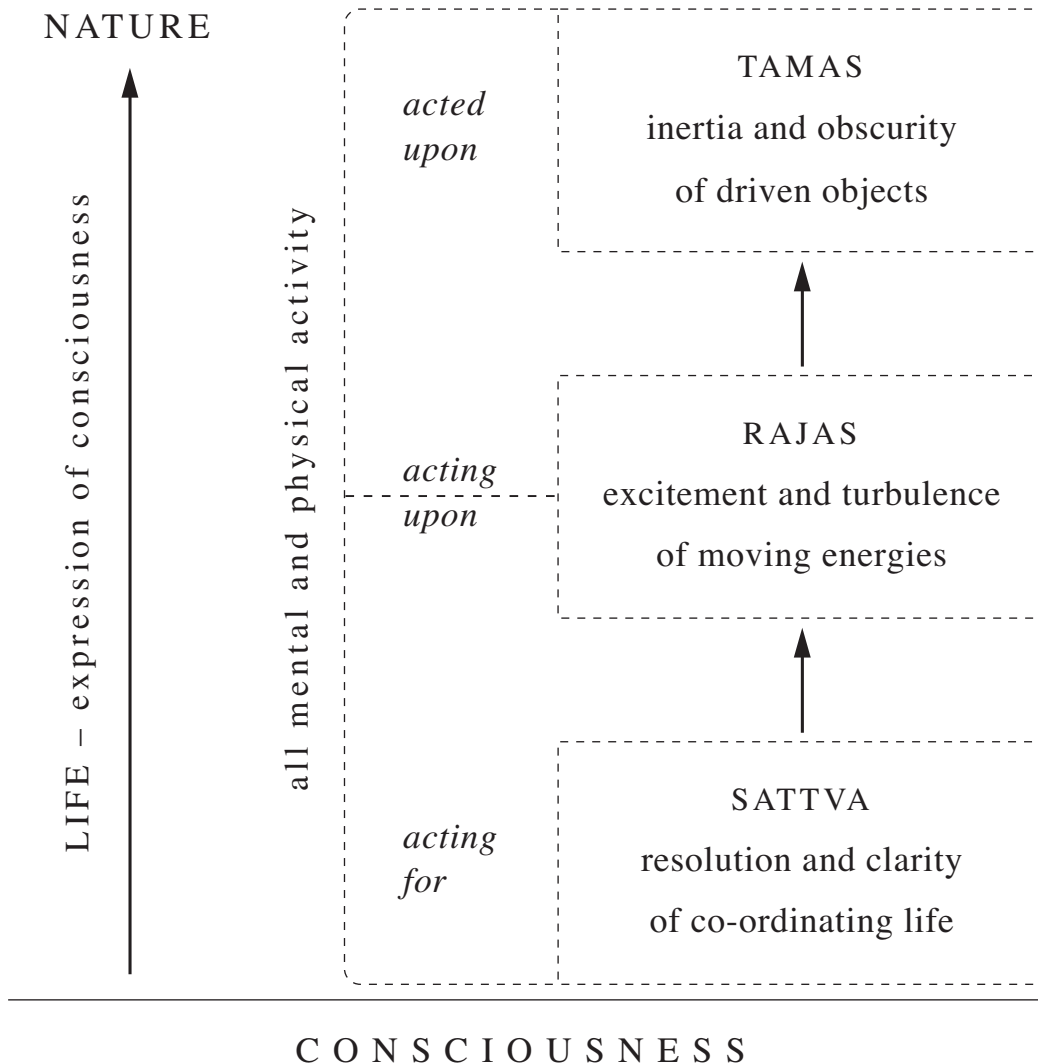 NATURE
LIFE – expression of consciousness
all mental and physical activity
acted
upon
TAMAS
inertia and obscurity
of driven objects
acting
upon
RAJAS
excitement and turbulence
of moving energies
acting
for
SATTVA
resolution and clarity
of co-ordinating life
CONSCIOUSNESS